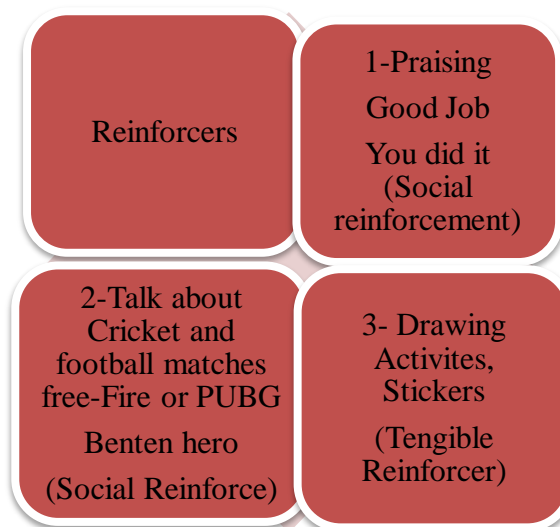 Reinforcers
1-Praising
Good Job
You did it
(Social
reinforcement)
2-Talk about
Cricket and
football matches
free-Fire or PUBG
Benten hero
(Social Reinforce)
3- Drawing
Activites,
Stickers
(Tengible
Reinforcer)